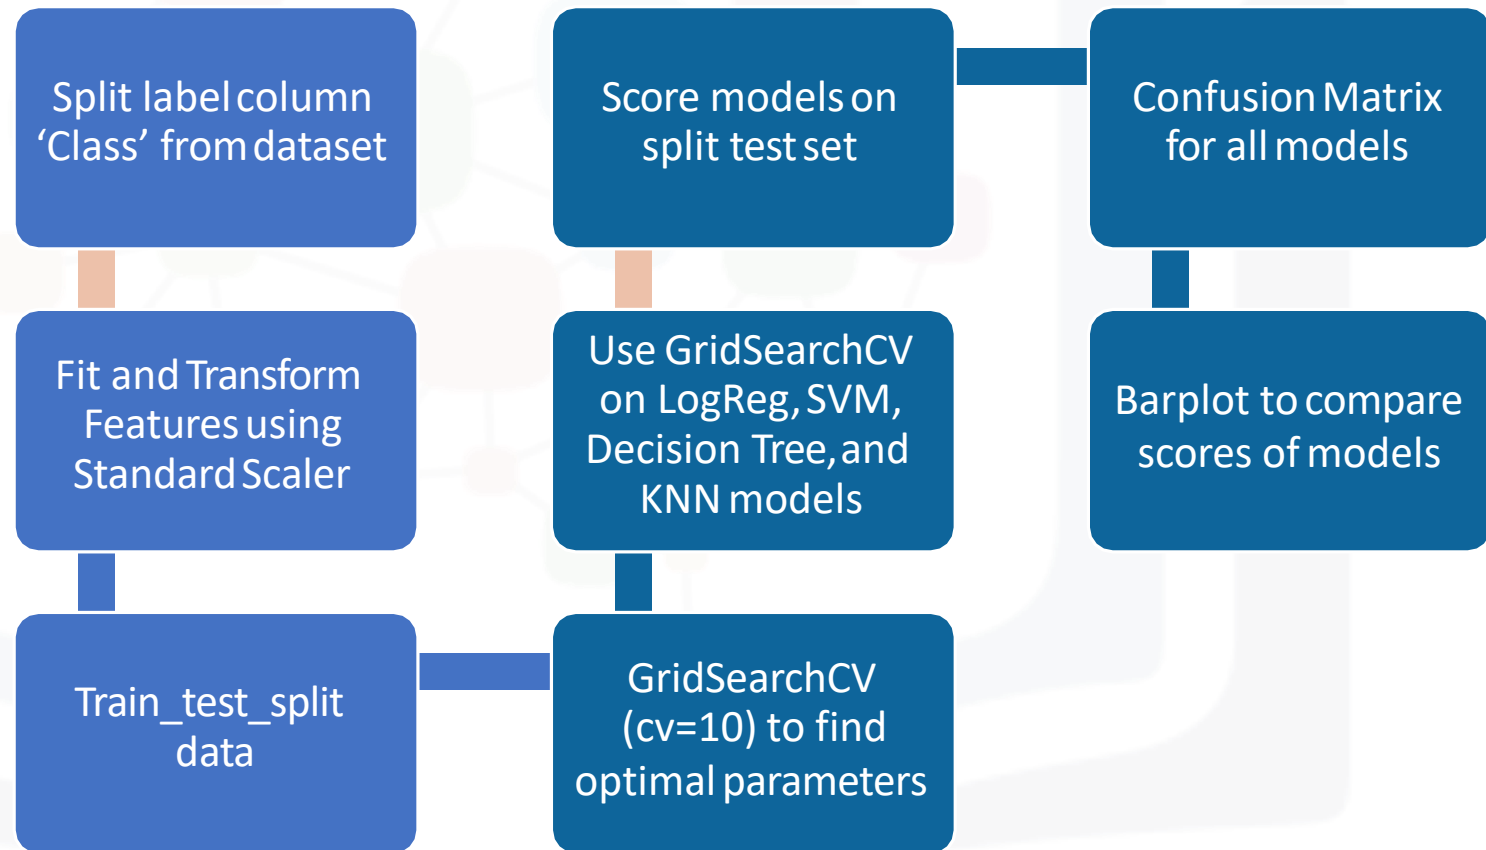 Split label column
‘Class’ from dataset
Fit and Transform
Features using
Standard Scaler
Train_test_split
data
GridSearchCV
(cv=10) to find
optimal parameters
Use GridSearchCV
on LogReg, SVM,
Decision Tree, and
KNN models
Score models on
split test set
Confusion Matrix
for all models
Barplot to compare
scores of models